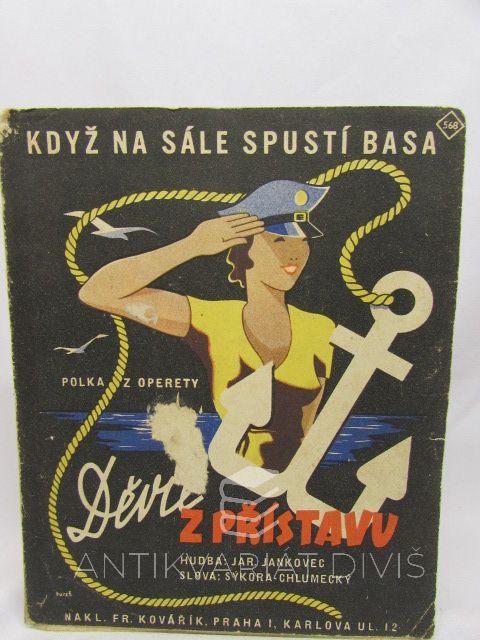 568
KDYŽ NA SÁLE SPUSTÍ BASA
POLKA Z OPERETY
Z PŘÍSTAVU
ANTIKVARIÁT DIVIŠ
HUDBA: JAR. JANKOVEC
SLOVA: SÝKORA-CHLUMECKÝ
NAKL. FR. KOVÁŘÍK, PRAHA I, KARLOVA UL. 12